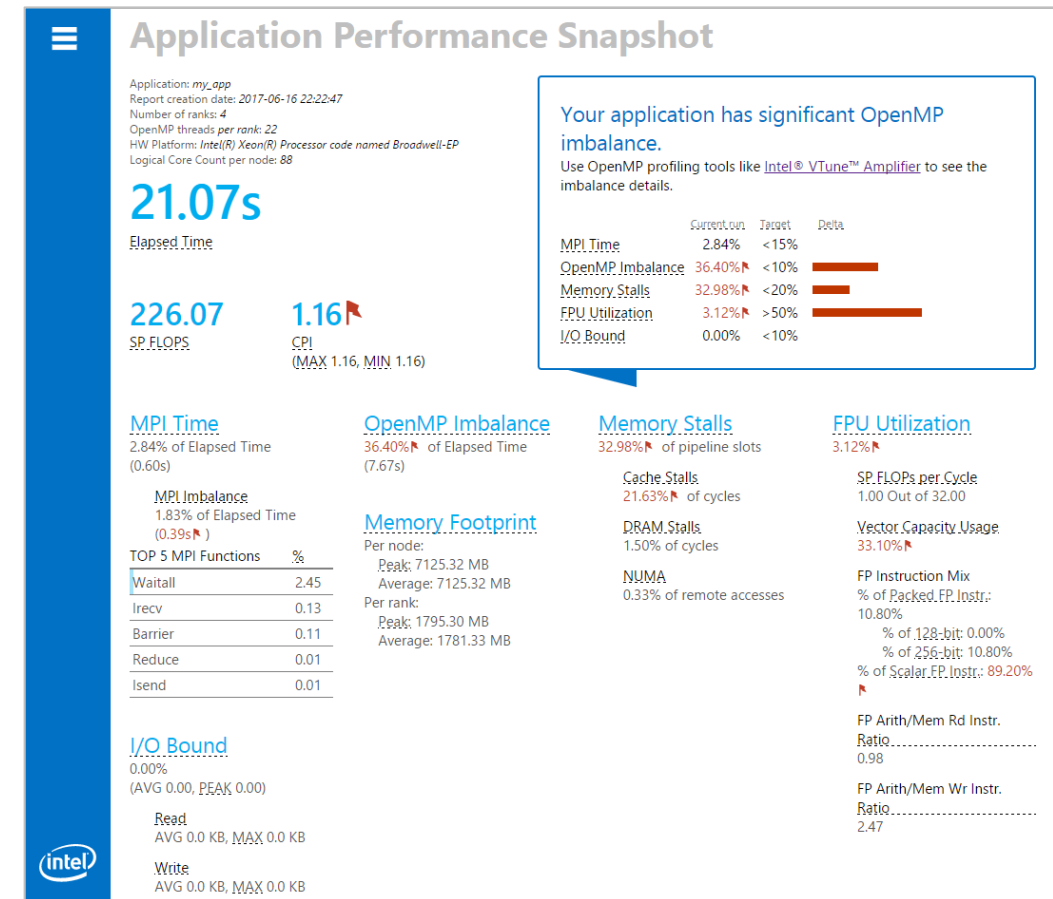 Application Performance Snapshot
Application: my_app
Report creation date: 2017-06-16 22:22:47
Number of ranks: 4
OpenMP threads per rank: 22
HW Platform: Intel(R) Xeon(R) Processor code named Broadwell-EP
Logical Core Count per node: 88
21.07s
Elapsed Time
226.07
SP FLOPS
1.16
CPI
(MAX 1.16, MIN 1.16)
Your application has significant OpenMP
imbalance.
Use OpenMP profiling tools like Intel® VTune™ Amplifier to see the
imbalance details.
Current run Target Delta
MPI Time 2.84% <15%
OpenMP Imbalance 36.40% <10%
Memory Stalls 32.98% <20%
FPU Utilization 3.12% >50%
I/O Bound 0.00% <10%
MPI Time
2.84% of Elapsed Time
(0.60s)
MPI Imbalance
1.83% of Elapsed Time
(0.39s )
TOP 5 MPI Functions %
Waitall 2.45
Irecv 0.13
Barrier 0.11
Reduce 0.01
Isend 0.01
I/O Bound
0.00%
(AVG 0.00, PEAK 0.00)
Read
AVG 0.0 KB, MAX 0.0 KB
Write
AVG 0.0 KB, MAX 0.0 KB
OpenMP Imbalance
36.40% of Elapsed Time
(7.67s)
Memory Footprint
Per node:
Peak: 7125.32 MB
Average: 7125.32 MB
Per rank:
Peak: 1795.30 MB
Average: 1781.33 MB
Memory Stalls
32.98% of pipeline slots
Cache Stalls
21.63% of cycles
DRAM Stalls
1.50% of cycles
NUMA
0.33% of remote accesses
FPU Utilization
3.12%
SP FLOPs per Cycle
1.00 Out of 32.00
Vector Capacity Usage
33.10%
FP Instruction Mix
% of Packed FP Instr.:
10.80%
% of 128-bit: 0.00%
% of 256-bit: 10.80%
% of Scalar FP Instr.: 89.20%
FP Arith/Mem Rd Instr.
Ratio
0.98
FP Arith/Mem Wr Instr.
Ratio
2.47
intel